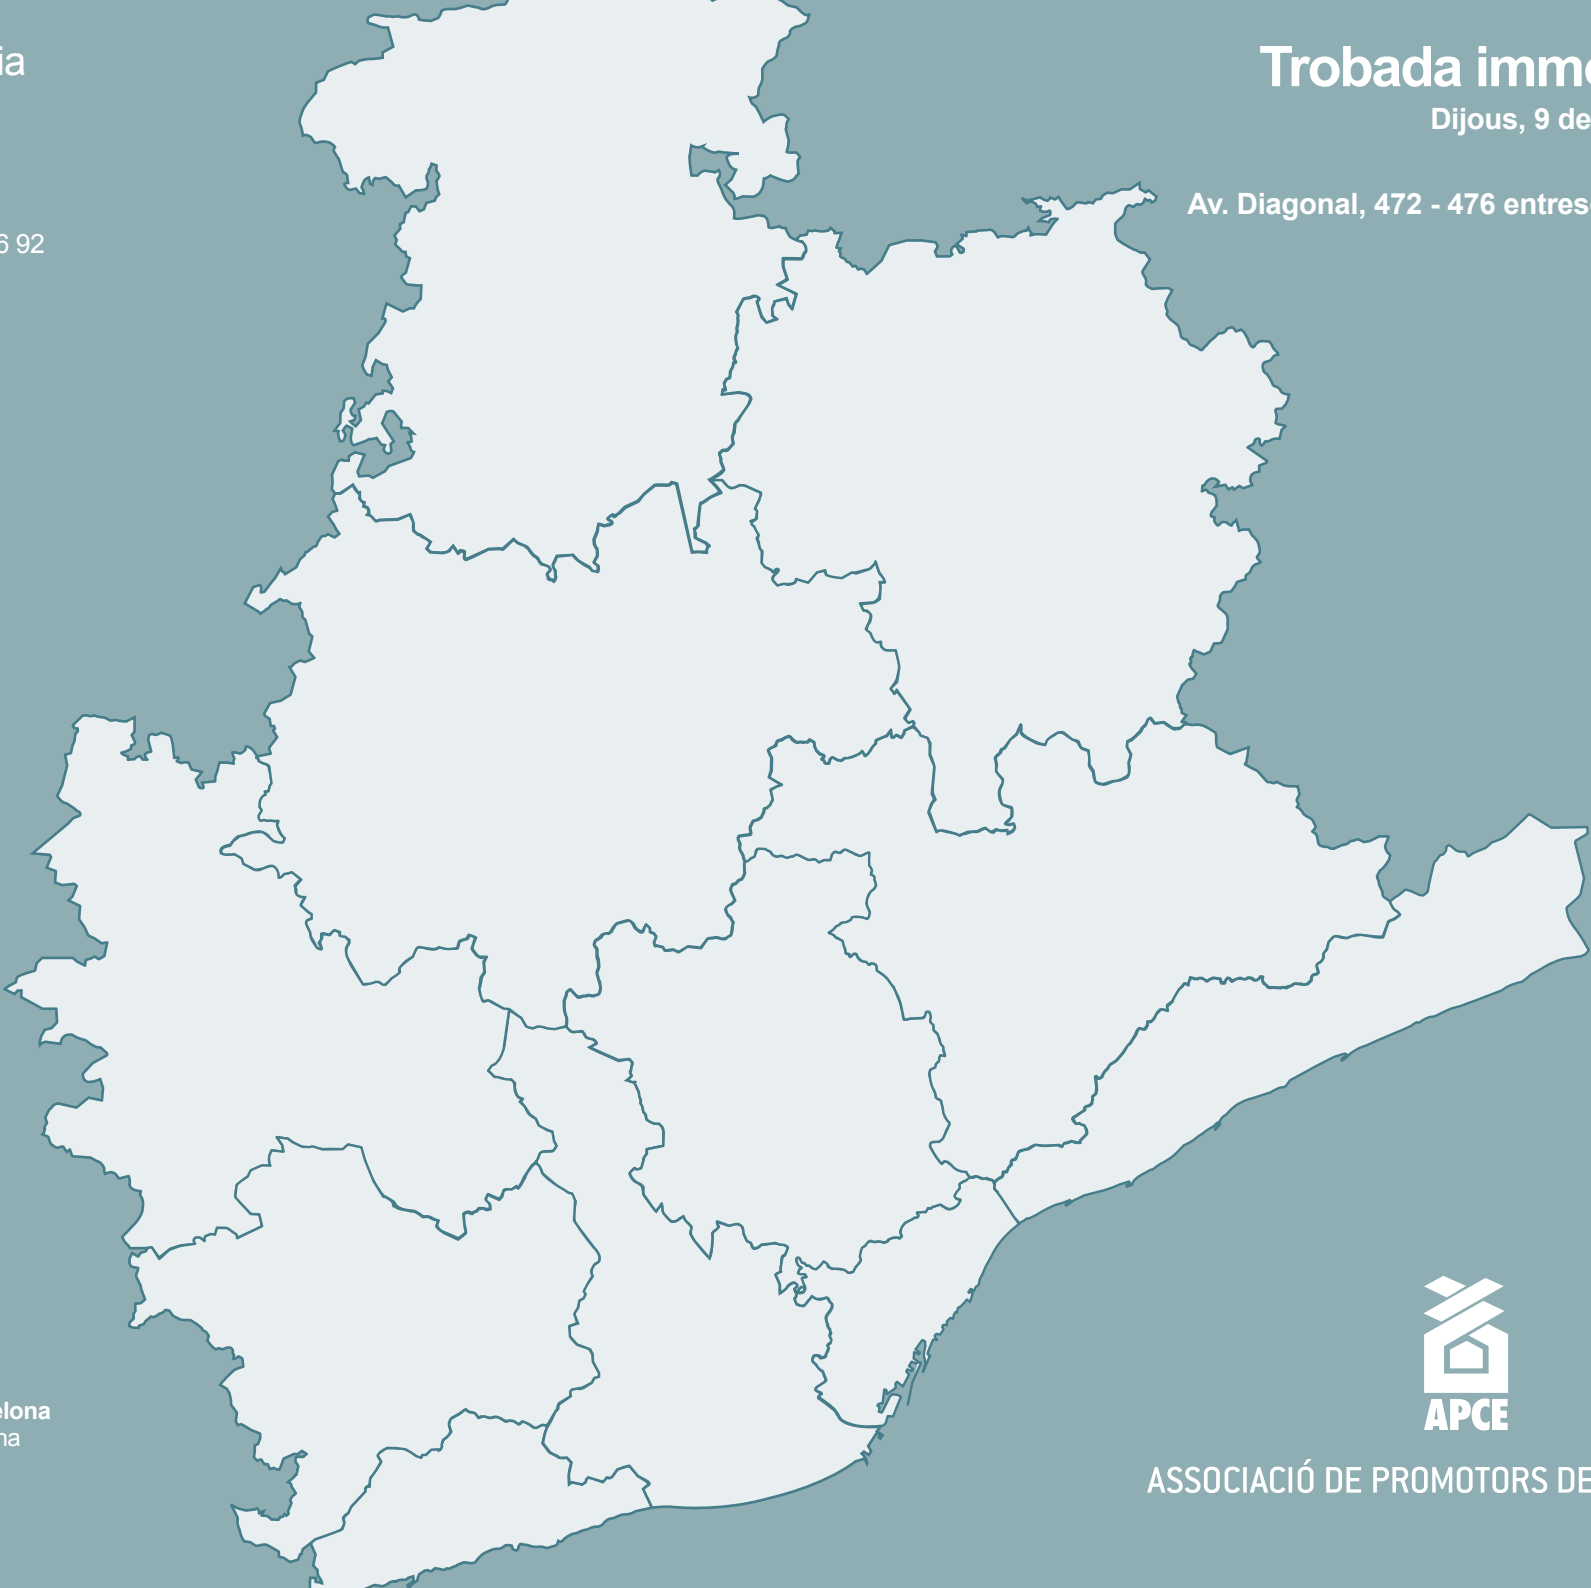 ia
6 92
elona
na
Trobada immo
Dijous, 9 de
Av. Diagonal, 472 - 476 entres
APCE
ASSOCIACIÓ DE PROMOTORS DE